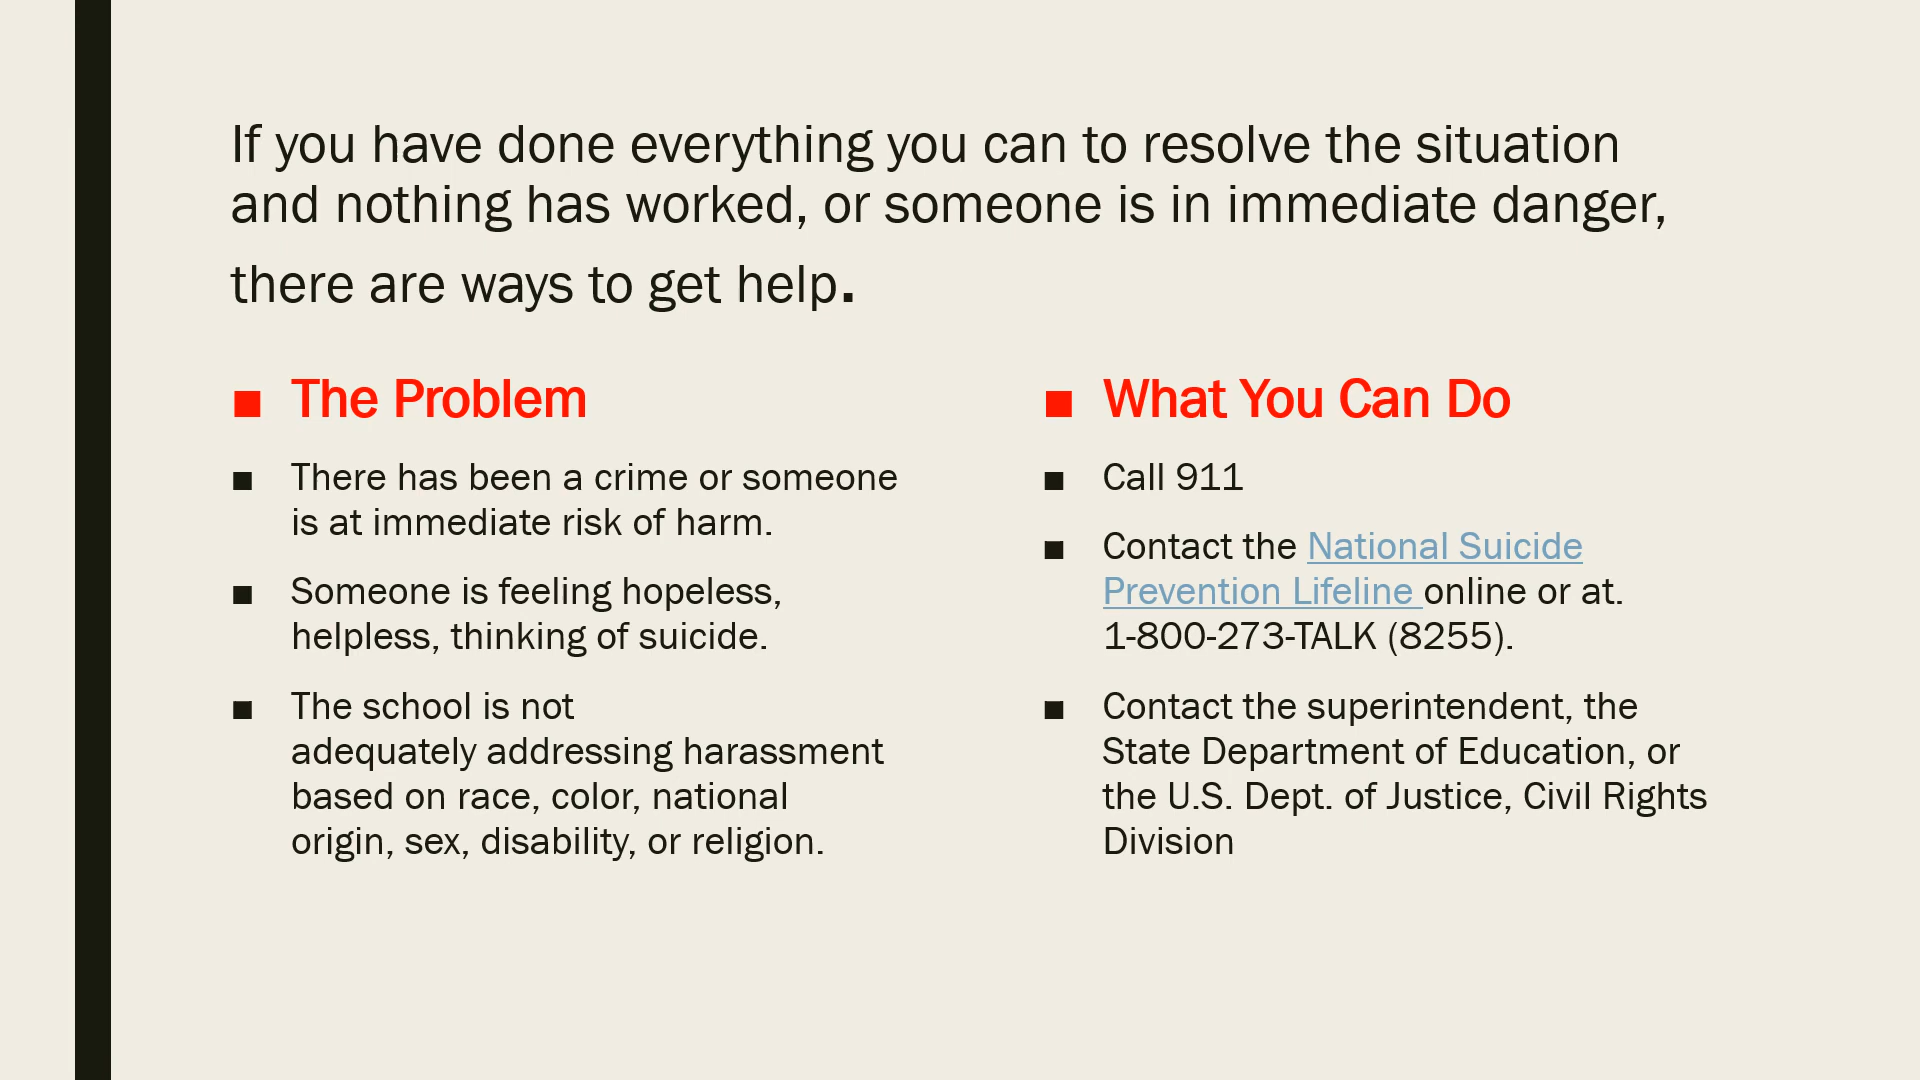 If you have done everything you can to resolve the situation
and nothing has worked, or someone is in immediate danger,
there are ways to get help.
■ The Problem
■ There has been a crime or someone
is at immediate risk of harm.
■ Someone is feeling hopeless,
helpless, thinking of suicide.
■ The school is not
adequately addressing harassment
based on race, color, national
origin, sex, disability, or religion.
■ What You Can Do
■ Call 911
■ Contact the National Suicide
Prevention Lifeline online or at.
1-800-273-TALK (8255).
■ Contact the superintendent, the
State Department of Education, or
the U.S. Dept. of Justice, Civil Rights
Division